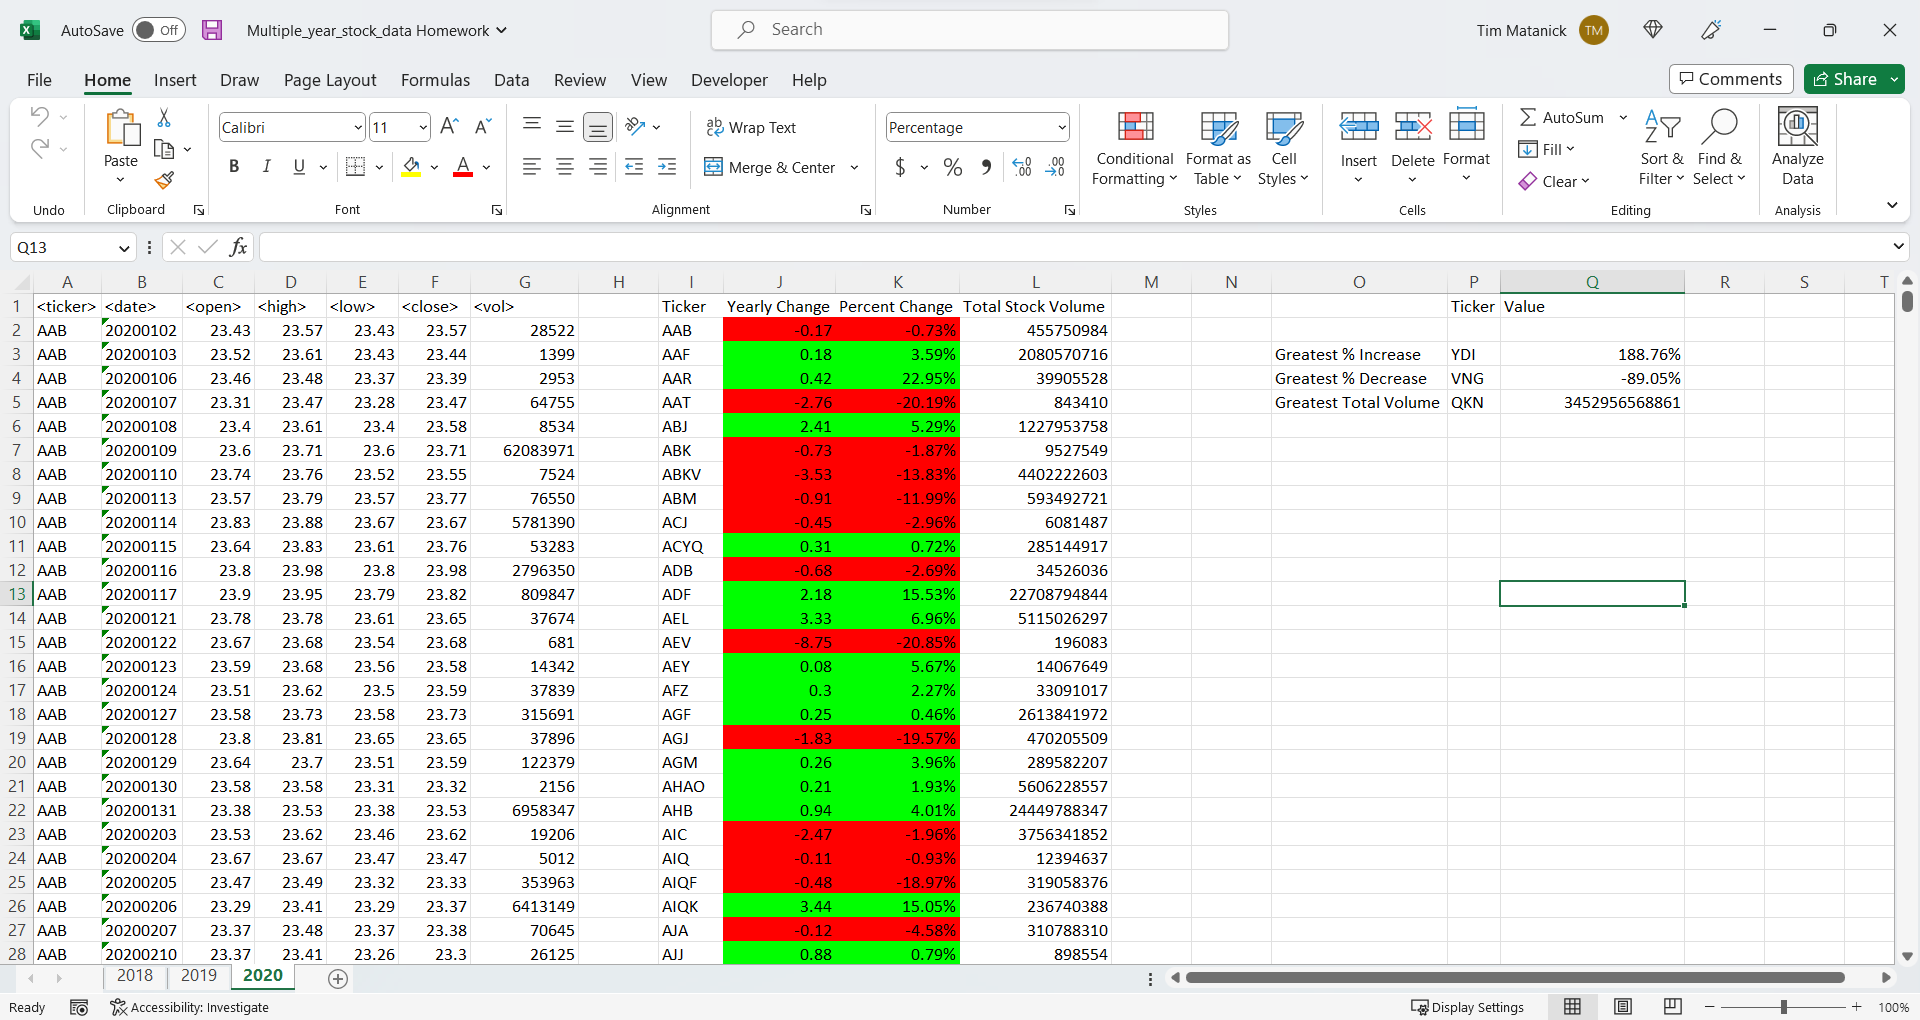 AutoSave Off Multiple_year_stock_data Homework Search Tim Matanick TM
File Home Insert Draw Page Layout Formulas Data Review View Developer Help Comments Share
Calibri 11 Wrap Text Percentage AutoSum
Paste Conditional Format as Cell Insert Delete Format Fill Sort & Find & Analyze
B I U A Merge & Center $ % Formatting Table Styles Clear Filter Select Data
Undo Clipboard Font Alignment Number Styles Cells Editing Analysis
Q13 fx
A B C D E F G H I J K L M N O P Q R S T
1 <ticker> <date> <open> <high> <low> <close> <vol> Ticker Yearly Change Percent Change Total Stock Volume Ticker Value
2 AAB 20200102 23.43 23.57 23.43 23.57 28522 AAB -0.17 -0.73% 455750984
3 AAB 20200103 23.52 23.61 23.43 23.44 1399 AAF 0.18 3.59% 2080570716 Greatest % Increase YDI 188.76%
4 AAB 20200106 23.46 23.48 23.37 23.39 2953 AAR 0.42 22.95% 39905528 Greatest % Decrease VNG -89.05%
5 AAB 20200107 23.31 23.47 23.28 23.47 64755 AAT -2.76 -20.19% 843410 Greatest Total Volume QKN 3452956568861
6 AAB 20200108 23.4 23.61 23.4 23.58 8534 ABJ 2.41 5.29% 1227953758
7 AAB 20200109 23.6 23.71 23.6 23.71 62083971 ABK -0.73 -1.87% 9527549
8 AAB 20200110 23.74 23.76 23.52 23.55 7524 ABKV -3.53 -13.83% 4402222603
9 AAB 20200113 23.57 23.79 23.57 23.77 76550 ABM -0.91 -11.99% 593492721
10 AAB 20200114 23.83 23.88 23.67 23.67 5781390 ACJ -0.45 -2.96% 6081487
11 AAB 20200115 23.64 23.83 23.61 23.76 53283 ACYQ 0.31 0.72% 285144917
12 AAB 20200116 23.8 23.98 23.8 23.98 2796350 ADB -0.68 -2.69% 34526036
13 AAB 20200117 23.9 23.95 23.79 23.82 809847 ADF 2.18 15.53% 22708794844
14 AAB 20200121 23.78 23.78 23.61 23.65 37674 AEL 3.33 6.96% 5115026297
15 AAB 20200122 23.67 23.68 23.54 23.68 681 AEV -8.75 -20.85% 196083
16 AAB 20200123 23.59 23.68 23.56 23.58 14342 AEY 0.08 5.67% 14067649
17 AAB 20200124 23.51 23.62 23.5 23.59 37839 AFZ 0.3 2.27% 33091017
18 AAB 20200127 23.58 23.73 23.58 23.73 315691 AGF 0.25 0.46% 2613841972
19 AAB 20200128 23.8 23.81 23.65 23.65 37896 AGJ -1.83 -19.57% 470205509
20 AAB 20200129 23.64 23.7 23.51 23.59 122379 AGM 0.26 3.96% 289582207
21 AAB 20200130 23.58 23.58 23.31 23.32 2156 AHAO 0.21 1.93% 5606228557
22 AAB 20200131 23.38 23.53 23.38 23.53 6958347 AHB 0.94 4.01% 24449788347
23 AAB 20200203 23.53 23.62 23.46 23.62 19206 AIC -2.47 -1.96% 3756341852
24 AAB 20200204 23.67 23.67 23.47 23.47 5012 AIQ -0.11 -0.93% 12394637
25 AAB 20200205 23.47 23.49 23.32 23.33 353963 AIQF -0.48 -18.97% 319058376
26 AAB 20200206 23.29 23.41 23.29 23.37 6413149 AIQK 3.44 15.05% 236740388
27 AAB 20200207 23.37 23.48 23.37 23.38 70645 AJA -0.12 -4.58% 310788310
28 AAB 20200210 23.37 23.41 23.26 23.3 26125 AJJ 0.88 0.79% 898554
2018 2019 2020
Ready Accessibility: Investigate Display Settings 100%